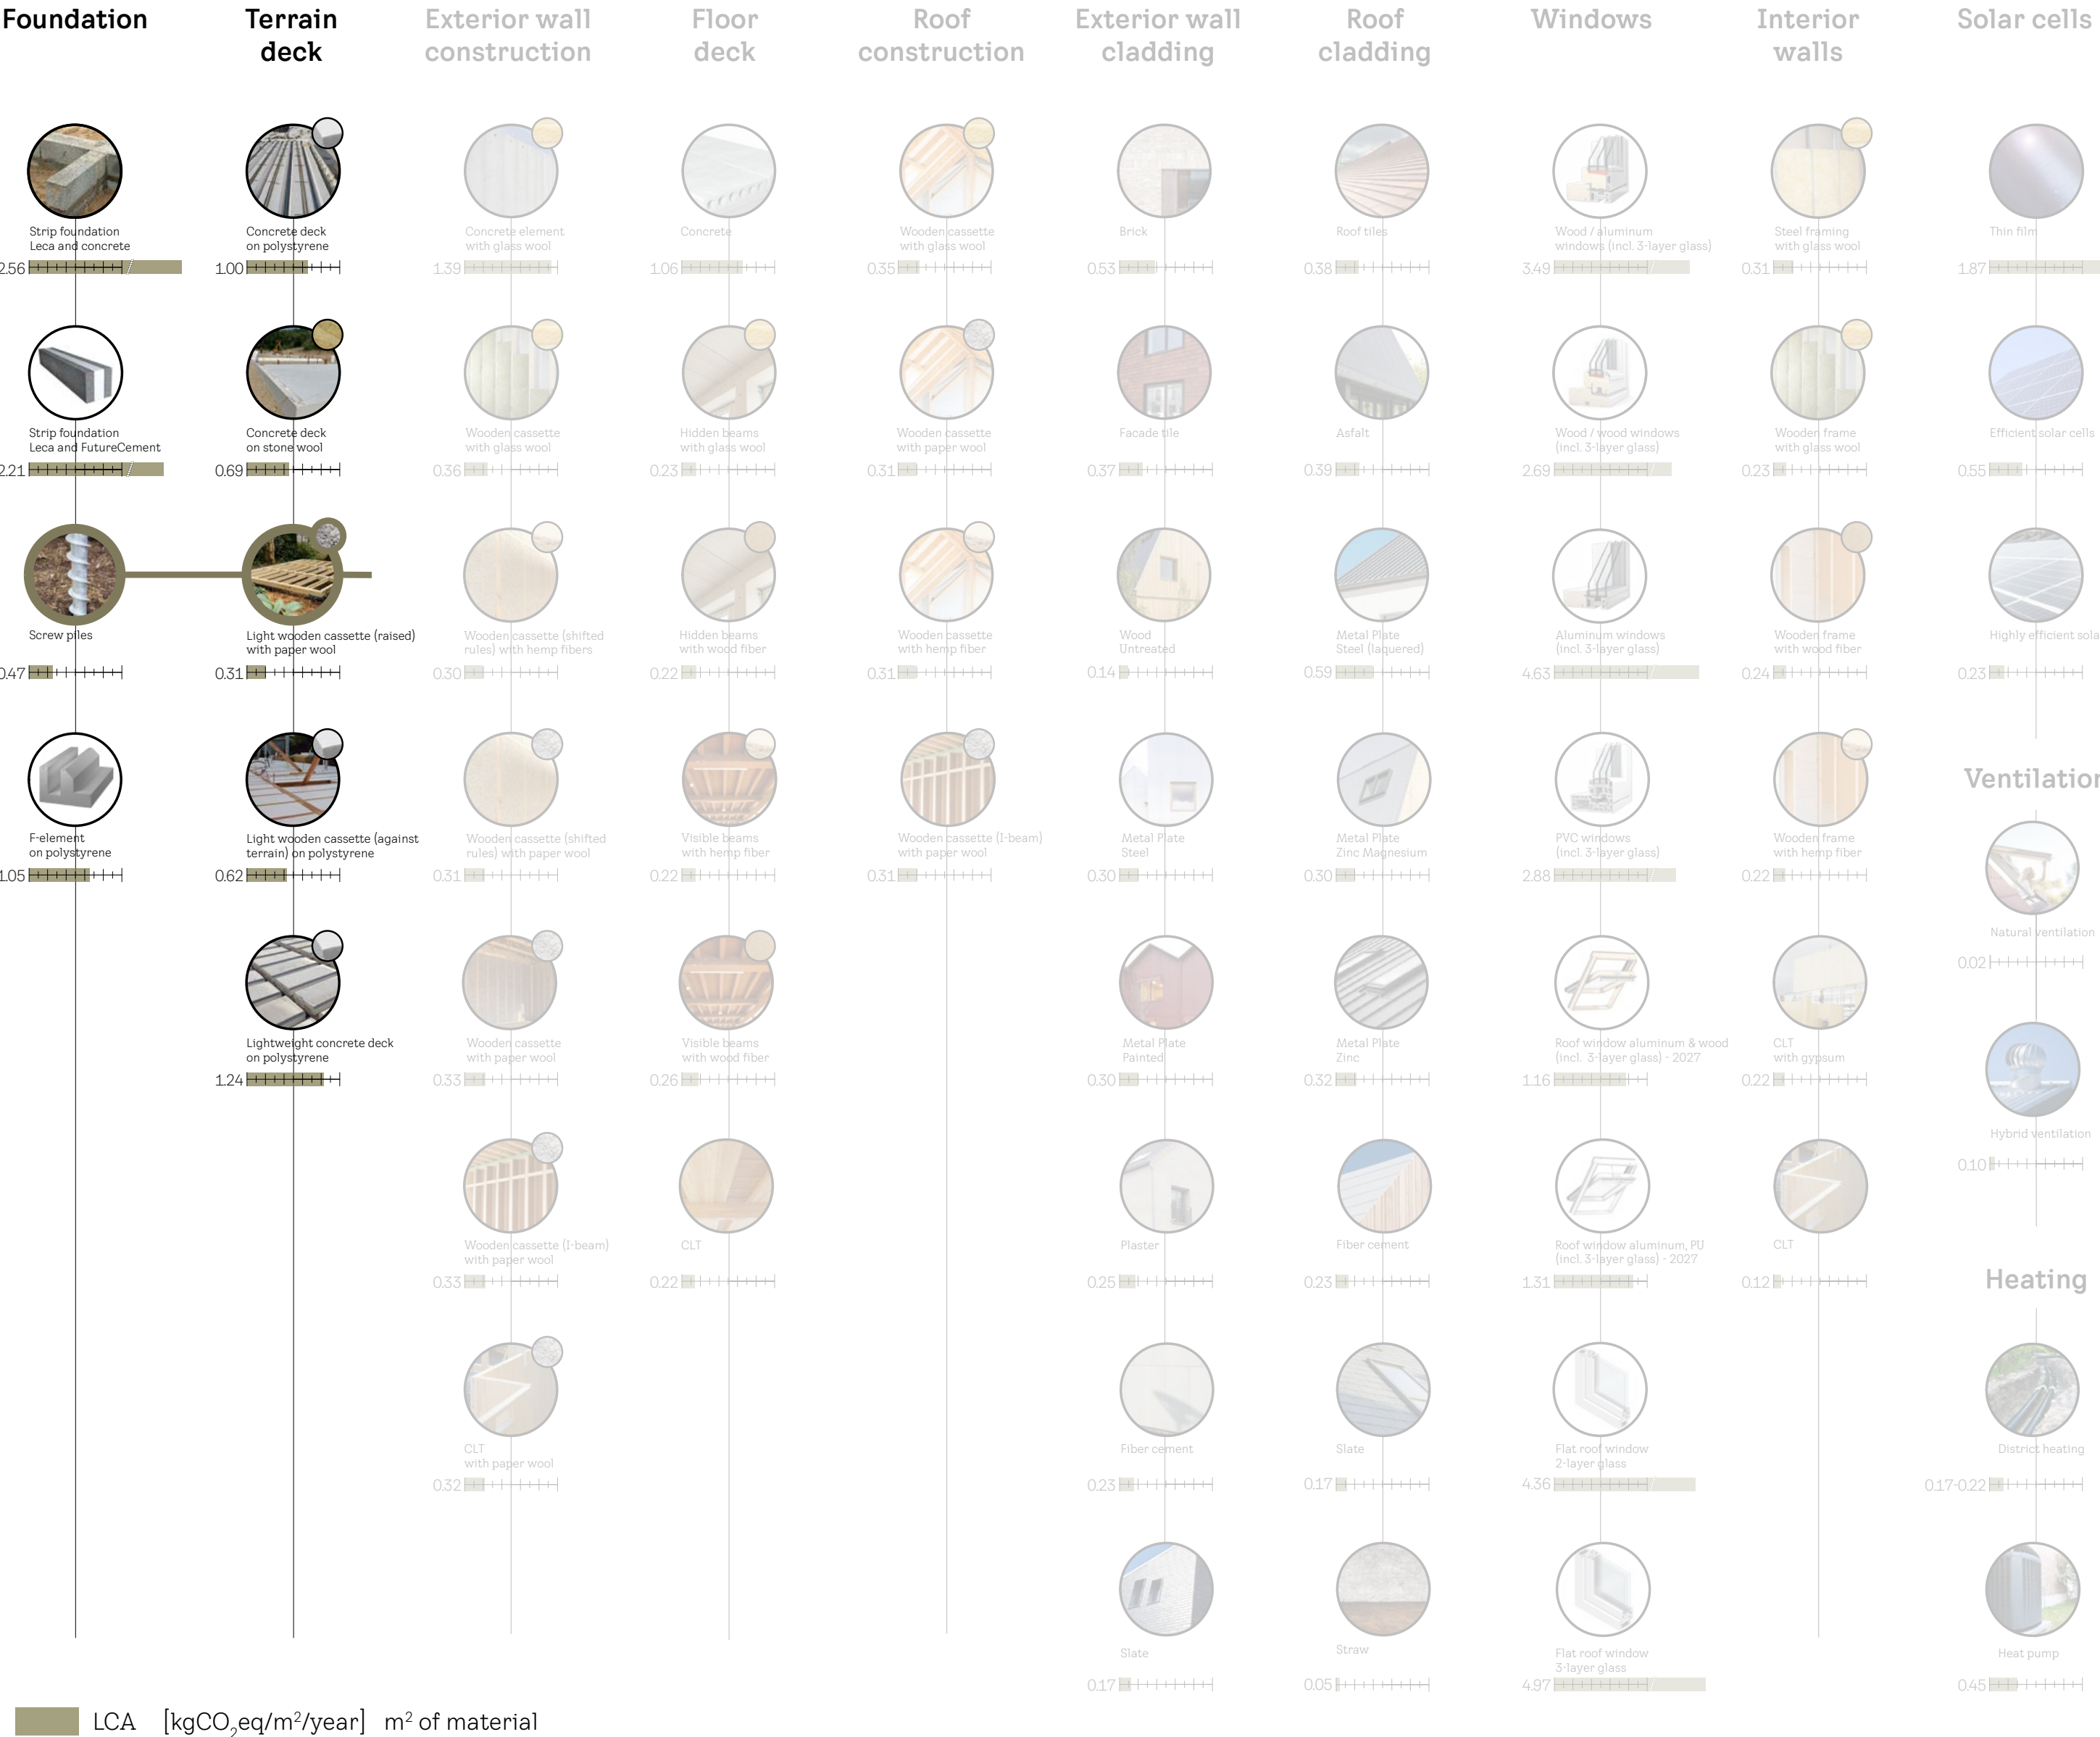 Foundation
Strip foundation
Leca and concrete
2.56
Strip foundation
Leca and FutureCement
2.21
Screw piles
0.47
F-element
on polystyrene
1.05
Terrain
deck
Concrete deck
on polystyrene
1.00
Concrete deck
on stone wool
0.69
Light wooden cassette (raised)
with paper wool
0.31
Light wooden cassette (against
terrain) on polystyrene
0.62
Lightweight concrete deck
on polystyrene
1.24
Exterior wall
construction
Concrete element
with glass wool
1.39
Wooden cassette
with glass wool
0.36
Wooden cassette (shifted
rules) with hemp fibers
0.30
Wooden cassette (shifted
rules) with paper wool
0.31
Wooden cassette
with paper wool
0.33
Wooden cassette (I-beam)
with paper wool
0.33
CLT
with paper wool
0.32
Floor
deck
Concrete
1.06
Hidden beams
with glass wool
0.23
Hidden beams
with wood fiber
0.22
Visible beams
with hemp fiber
0.22
Visible beams
with wood fiber
0.26
CLT
0.22
Roof
construction
Wooden cassette
with glass wool
0.35
Wooden cassette
with paper wool
0.31
Wooden cassette
with hemp fiber
0.31
Wooden cassette (I-beam)
with paper wool
0.31
Exterior wall
cladding
Brick
0.53
Facade tile
0.37
Wood
Untreated
0.14
Metal Plate
Steel
0.30
Metal Plate
Painted
0.30
Plaster
0.25
Fiber cement
0.23
Slate
0.17
Roof
cladding
Roof tiles
0.38
Asfalt
0.39
Metal Plate
Steel (laquered)
0.59
Metal Plate
Zinc Magnesium
0.30
Metal Plate
Zinc
0.32
Fiber cement
0.23
Slate
0.17
Straw
0.05
Windows
Wood / aluminum
windows (incl. 3-layer glass)
3.49
Wood / wood windows
(incl. 3-layer glass)
2.69
Aluminum windows
(incl. 3-layer glass)
4.63
PVC windows
(incl. 3-layer glass)
2.88
Roof window aluminum & wood
(incl. 3-layer glass) - 2027
1.16
Roof window aluminum, PU
(incl. 3-layer glass) - 2027
1.31
Flat roof window
2-layer glass
4.36
Flat roof window
3-layer glass
4.97
Interior
walls
Steel framing
with glass wool
0.31
Wooden frame
with glass wool
0.23
Wooden frame
with wood fiber
0.24
Wooden frame
with hemp fiber
0.22
CLT
with gypsum
0.22
CLT
0.12
Solar cells
Thin film
1.87
Efficient solar cells
0.55
Highly efficient sola
0.23
Ventilation
Natural ventilation
0.02
Hybrid ventilation
0.10
Heating
District heating
0.17-0.22
Heat pump
0.45
LCA [kgCO₂eq/m²/year] m² of material